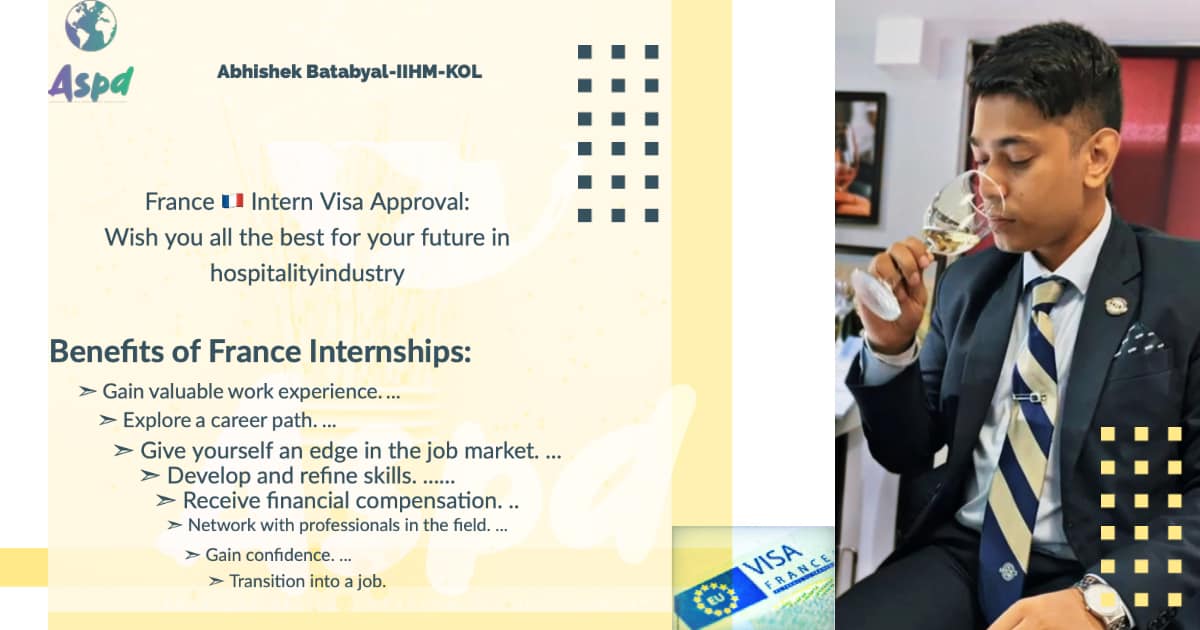 Aspd
Abhishek Batabyal-IIHM-KOL
France 🇫🇷 Intern Visa Approval:
Wish you all the best for your future in
hospitalityindustry
Benefits of France Internships:
➣ Gain valuable work experience. ...
➣ Explore a career path. ...
➣ Give yourself an edge in the job market. ...
➣ Develop and refine skills. ......
➣ Receive financial compensation. ..
➣ Network with professionals in the field. ...
➣ Gain confidence. ...
➣ Transition into a job.
VISA
FRANCE
EU
Aspd